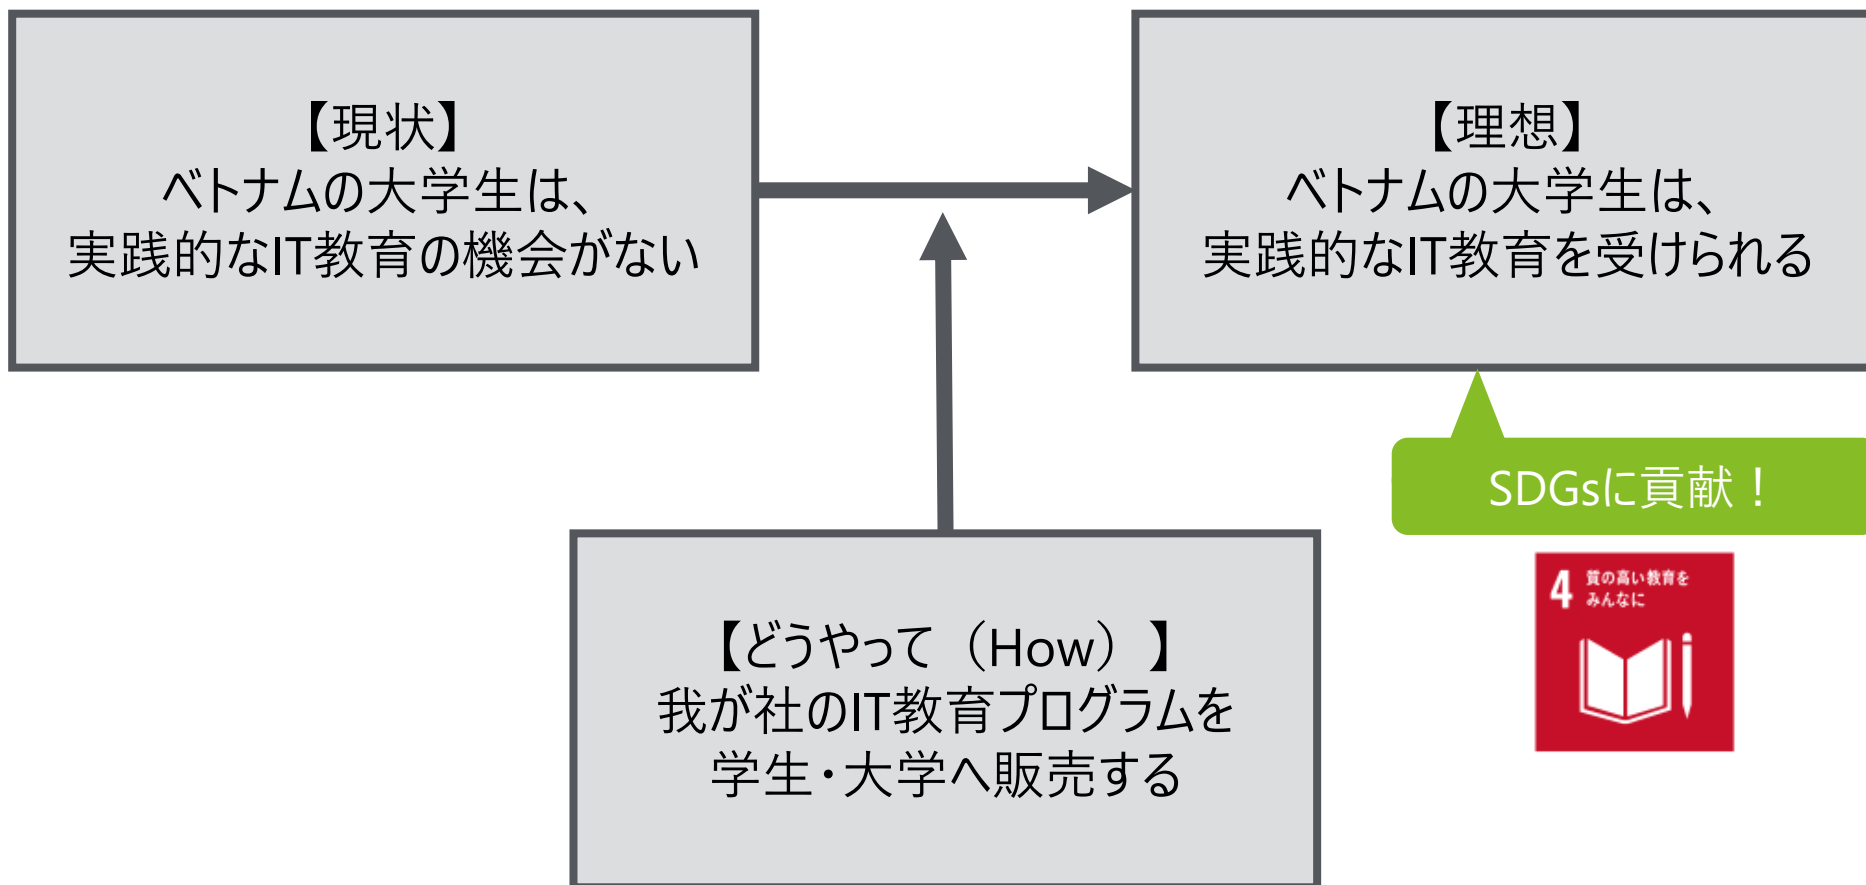 【現状】
ベトナムの大学生は、
実践的なIT教育の機会がない
【理想】
ベトナムの大学生は、
実践的なIT教育を受けられる
SDGsに貢献！
4 質の高い教育を
みんなに
【どうやって（How）】
我が社のIT教育プログラムを
学生・大学へ販売する